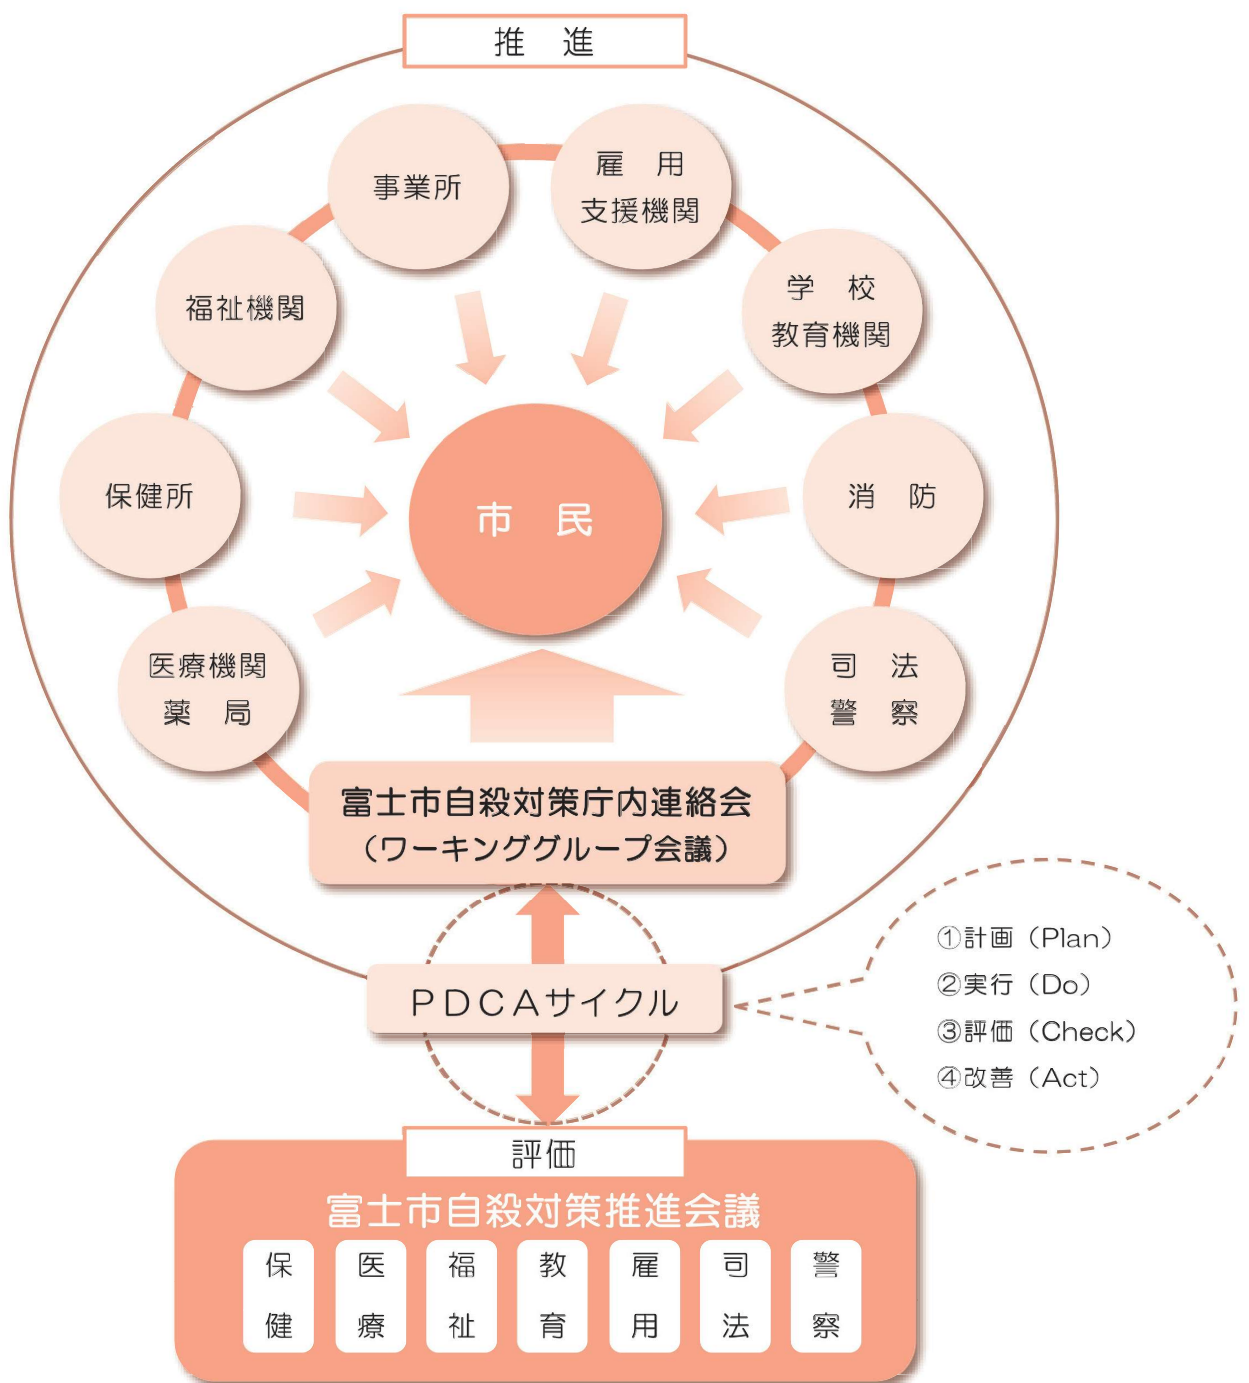 推　進
事業所
雇　用
支援機関
福祉機関
学　校
教育機関
保健所
市　民
消　防
医療機関
薬　局
司　法
警　察
富士市自殺対策庁内連絡会
（ワーキンググループ会議）
PDCAサイクル
①計画（Plan）
②実行（Do）
③評価（Check）
④改善（Act）
評価
富士市自殺対策推進会議
保健
医療
福祉
教育
雇用
司法
警察